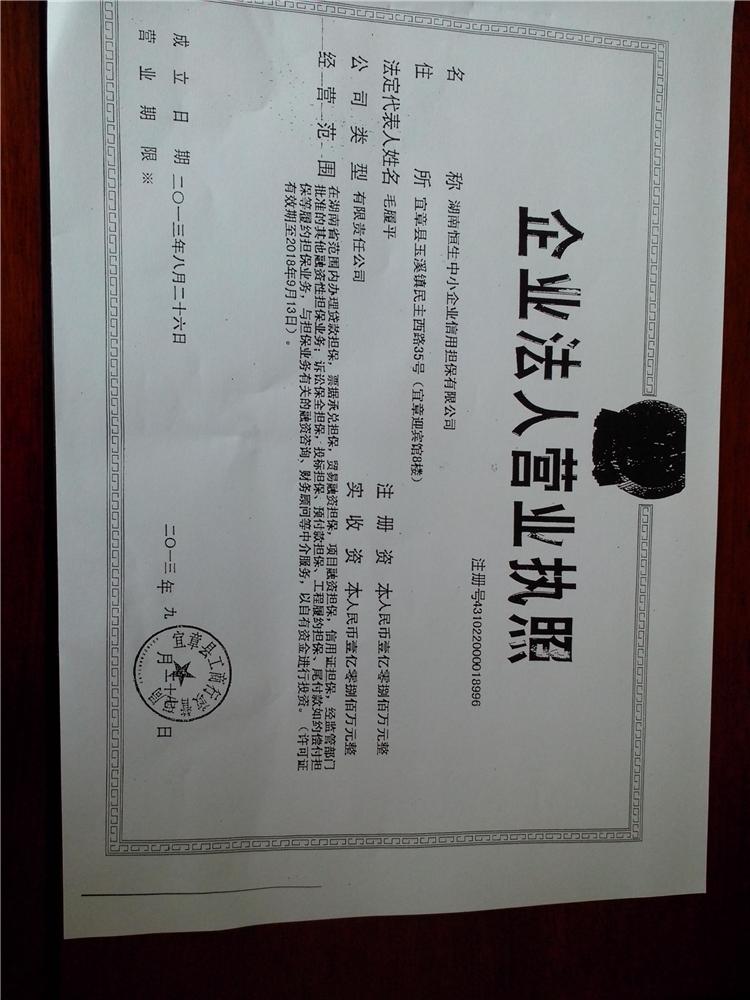 企业法人营业执照
注册号431022000018996
名称 湖南恒生中小企业信用担保有限公司
住所 宜章县玉溪镇民主西路35号（宜章迎宾馆8楼）
法定代表人姓名 毛履平
注册资本人民币壹亿零捌佰万元整
公司类型 有限责任公司
实收资本人民币壹亿零捌佰万元整
经营范围 在湖南省范围内办理贷款担保，票据承兑担保，贸易融资担保，项目融资担保，信用证担保，经监管部门
批准的其他融资性担保业务；诉讼保全担保，投标担保、预付款担保、工程履约担保、尾付款如约偿付担
保等履约担保业务，与担保业务有关的融资咨询、财务顾问等中介服务，以自有资金进行投资。（许可证
有效期至2018年9月13日）。
成立日期 二〇一三年八月二十六日
营业期限※
宜章县工商行政管理局
二〇一三年九月二十七日